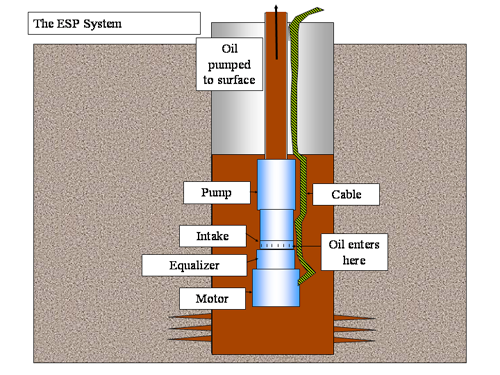 The ESP System
Oil
pumped
to surface
Pump
Cable
Intake
Oil enters
here
Equalizer
Motor